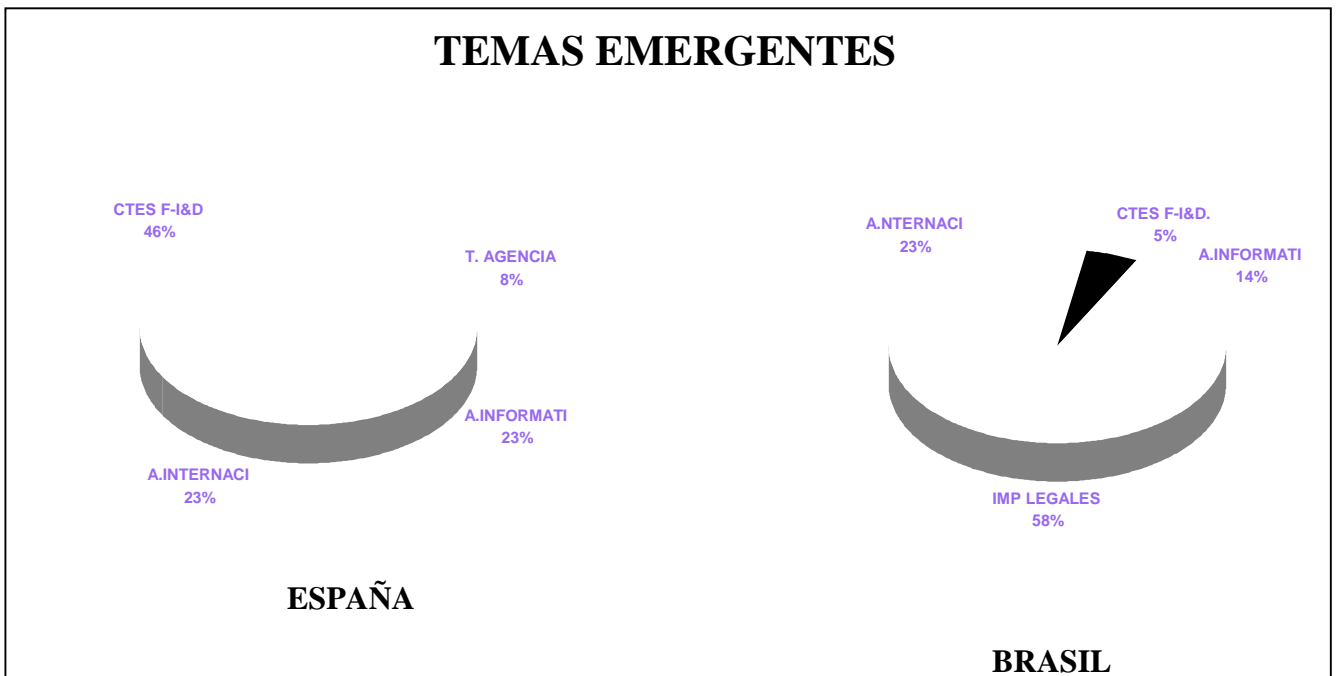 TEMAS EMERGENTES
CTES F-I&D
46%
T. AGENCIA
8%
A.INFORMATI
23%
A.INTERNACI
23%
ESPAÑA
A.NTERNACI
23%
CTES F-I&D.
5%
A.INFORMATI
14%
IMP LEGALES
58%
BRASIL